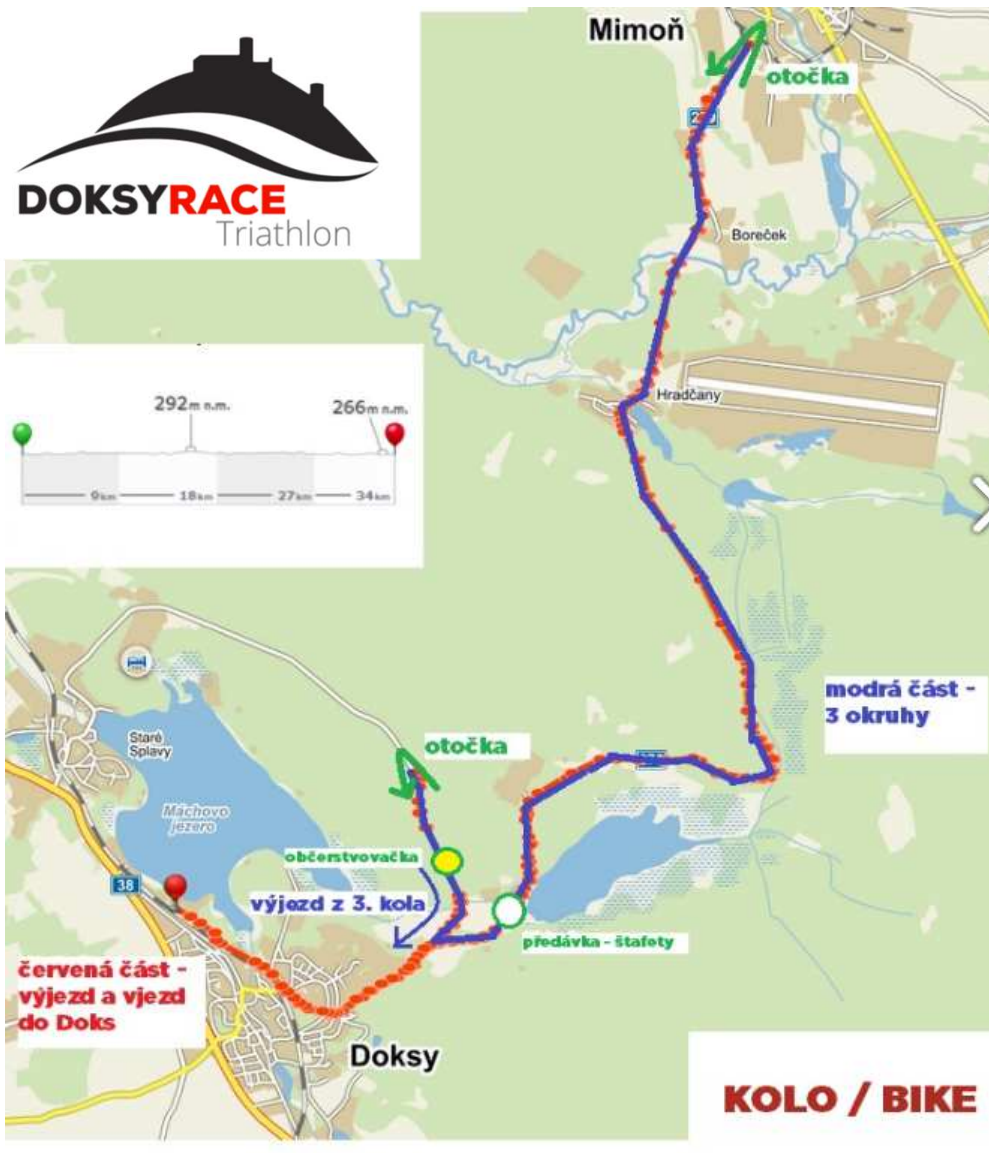 Mimoň
otočka
DOKSYRACE
Triathlon
Boreček
292m n.m.
266m n.m.
Hradčany
9km
18km
27km
34km
modrá část -
3 okruhy
otočka
Staré
Splavy
Máchovo
jezero
občerstvovačka
38
výjezd z 3. kola
předávka - štafety
červená část -
výjezd a vjezd
do Doks
Doksy
KOLO / BIKE